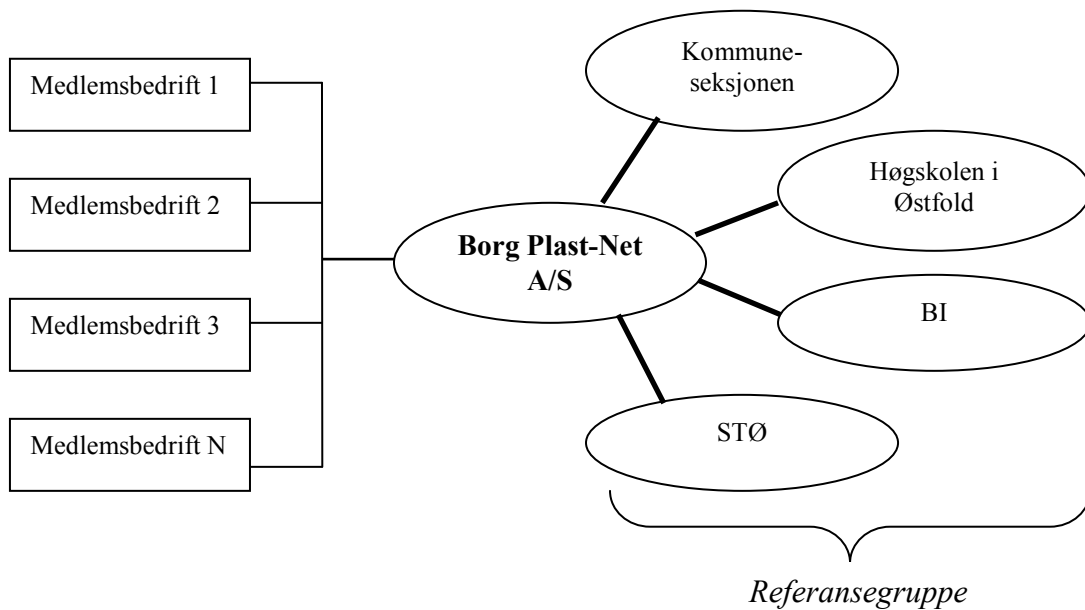 Medlemsbedrift 1
Medlemsbedrift 2
Medlemsbedrift 3
Medlemsbedrift N
Borg Plast-Net
A/S
Kommune-
seksjonen
Høgskolen i
Østfold
BI
STØ
Referansegruppe